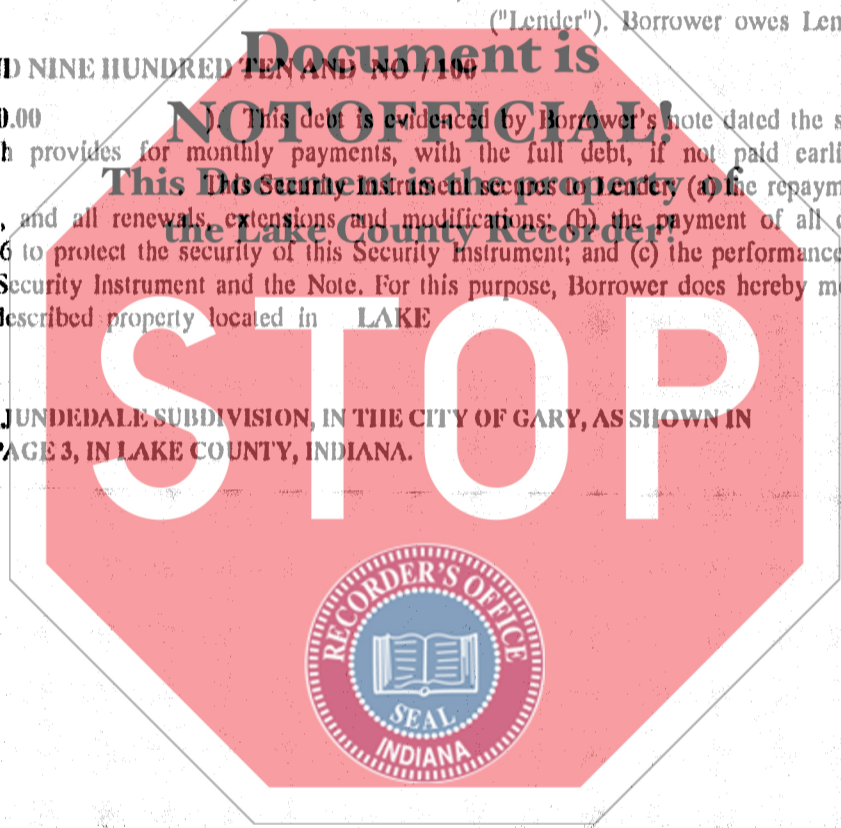 ("Lender"). Borrower owes Len
Document is
D NINE HUNDRED TEN AND NO / 100
NOT OFFICIAL!
0.00 ). This debt is evidenced by Borrower's note dated the s
h provides for monthly payments, with the full debt, if not paid earli
This Document is the property of
. This Security Instrument secures to Lender: (a) the repaym
, and all renewals, extensions and modifications; (b) the payment of all o
the Lake County Recorder!
6 to protect the security of this Security Instrument; and (c) the performance
Security Instrument and the Note. For this purpose, Borrower does hereby mo
described property located in LAKE
STOP
JUNDEDALE SUBDIVISION, IN THE CITY OF GARY, AS SHOWN IN
PAGE 3, IN LAKE COUNTY, INDIANA.
RECORDER'S OFFICE
SEAL
INDIANA